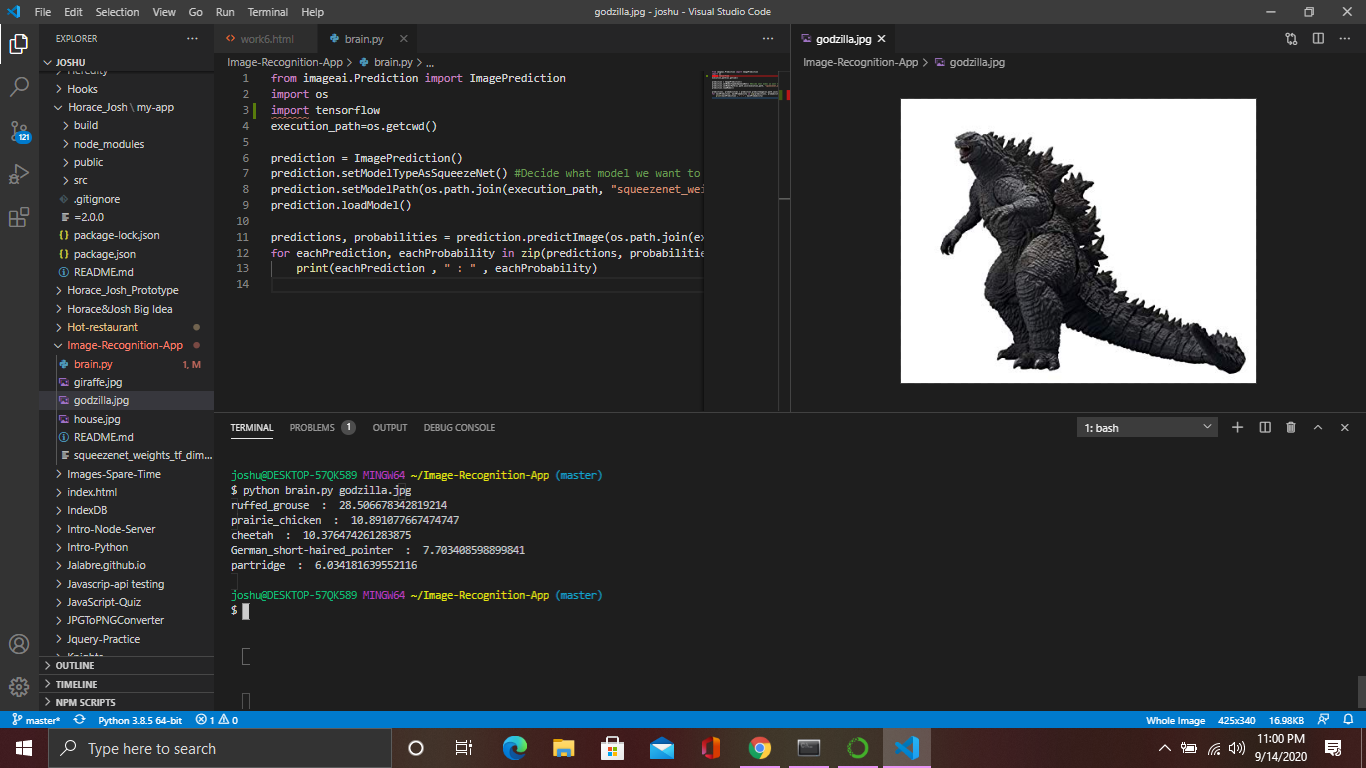 File Edit Selection View Go Run Terminal Help
godzilla.jpg - joshu - Visual Studio Code
EXPLORER
JOSHU
Heredity
Hooks
Horace_Josh \ my-app
build
node_modules
public
src
.gitignore
=2.0.0
package-lock.json
package.json
README.md
Horace_Josh_Prototype
Horace&Josh Big Idea
Hot-restaurant
Image-Recognition-App
brain.py 1, M
giraffe.jpg
godzilla.jpg
house.jpg
README.md
squeezenet_weights_tf_dim...
Images-Spare-Time
index.html
IndexDB
Intro-Node-Server
Intro-Python
Jalabre.github.io
Javascrip-api testing
JavaScript-Quiz
JPGToPNGConverter
Jquery-Practice
Knights
OUTLINE
TIMELINE
NPM SCRIPTS
121
work6.html
brain.py
Image-Recognition-App > brain.py > ...
1 from imageai.Prediction import ImagePrediction
2 import os
3 import tensorflow
4 execution_path=os.getcwd()
5
6 prediction = ImagePrediction()
7 prediction.setModelTypeAsSqueezeNet() #Decide what model we want to
8 prediction.setModelPath(os.path.join(execution_path, "squeezenet_wei
9 prediction.loadModel()
10
11 predictions, probabilities = prediction.predictImage(os.path.join(ex
12 for eachPrediction, eachProbability in zip(predictions, probabilitie
13 print(eachPrediction , " : " , eachProbability)
14
godzilla.jpg
Image-Recognition-App > godzilla.jpg
TERMINAL PROBLEMS 1 OUTPUT DEBUG CONSOLE
1: bash
joshu@DESKTOP-57QK589 MINGW64 ~/Image-Recognition-App (master)
$ python brain.py godzilla.jpg
ruffed_grouse : 28.506678342819214
prairie_chicken : 10.891077667474747
cheetah : 10.376474261283875
German_short-haired_pointer : 7.703408598899841
partridge : 6.034181639552116
joshu@DESKTOP-57QK589 MINGW64 ~/Image-Recognition-App (master)
$
master* Python 3.8.5 64-bit 1 0
Whole Image 425x340 16.98KB
Type here to search
11:00 PM
9/14/2020